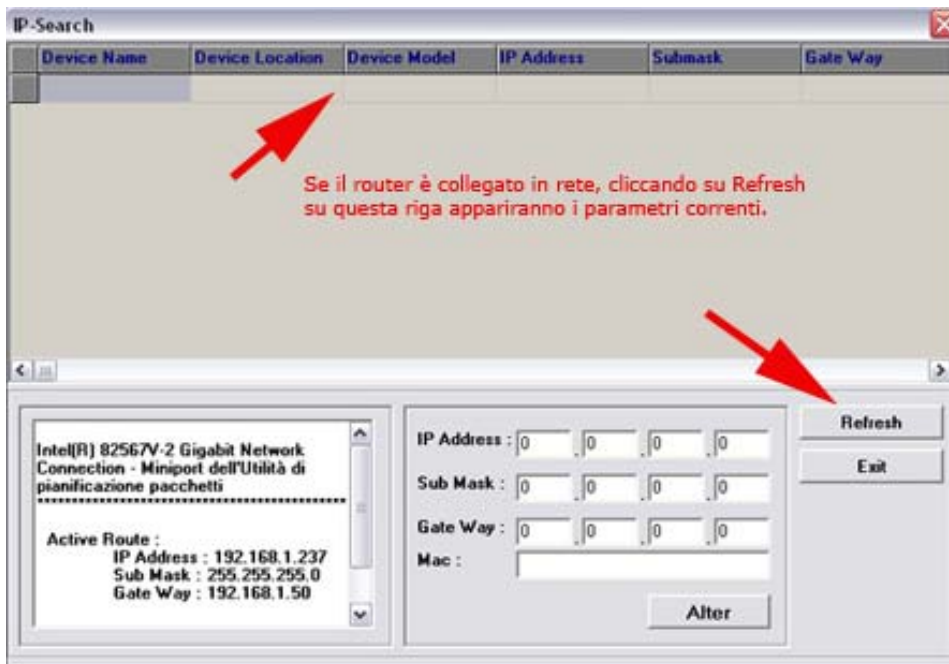 IP-Search
Device Name Device Location Device Model IP Address Submask Gate Way
Se il router è collegato in rete, cliccando su Refresh
su questa riga appariranno i parametri correnti.
Intel(R) 82567V-2 Gigabit Network
Connection - Miniport dell'Utilità di
pianificazione pacchetti
************************************************
Active Route :
IP Address : 192.168.1.237
Sub Mask : 255.255.255.0
Gate Way : 192.168.1.50
IP Address : 0 . 0 . 0 . 0
Sub Mask : 0 . 0 . 0 . 0
Gate Way : 0 . 0 . 0 . 0
Mac :
Alter
Refresh
Exit